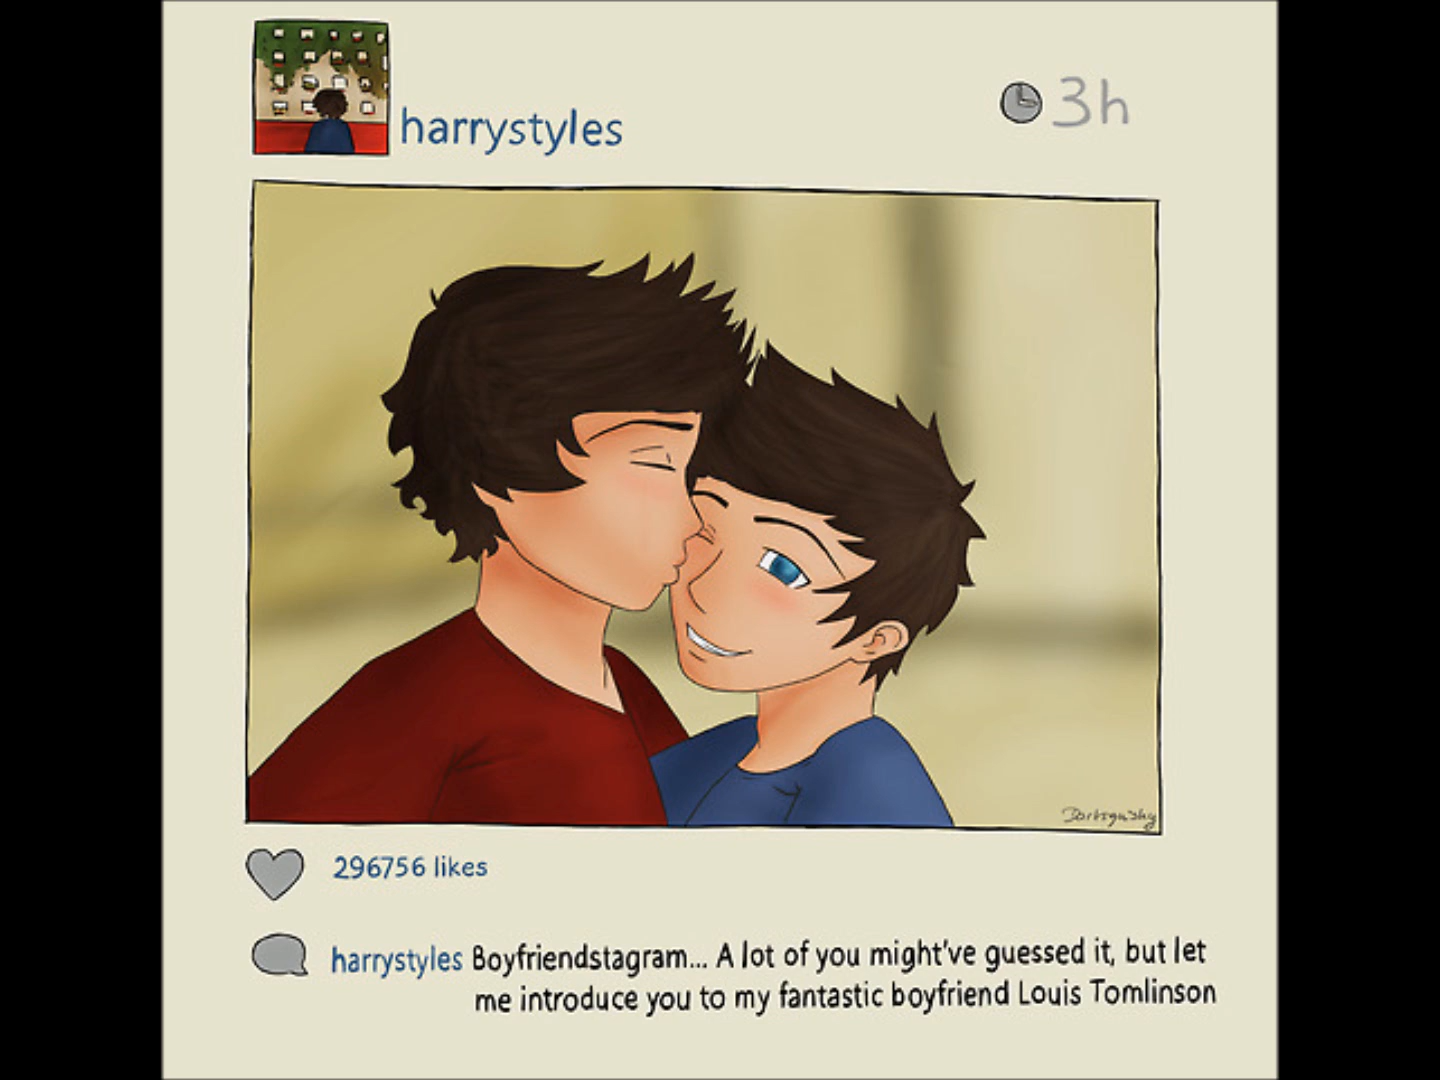 harrystyles
3h
296756 likes
harrystyles Boyfriendstagram... A lot of you might've guessed it, but let
me introduce you to my fantastic boyfriend Louis Tomlinson